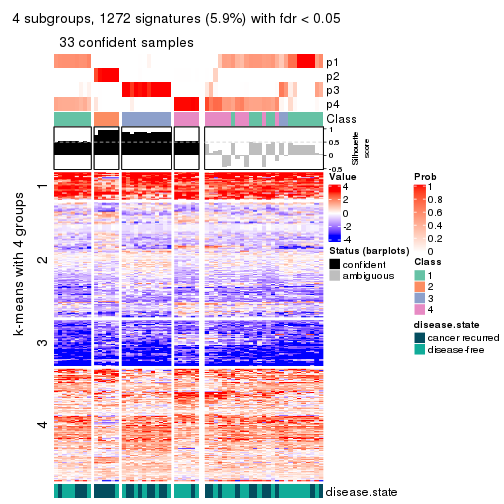 4 subgroups, 1272 signatures (5.9%) with fdr < 0.05
33 confident samples
p1
p2
p3
p4
Class
1
0.5
0
-0.5
Silhouette
score
k-means with 4 groups
1
2
3
4
disease.state
Value
4
2
0
-2
-4
Status (barplots)
confident
ambiguous
Prob
1
0.8
0.6
0.4
0.2
0
Class
1
2
3
4
disease.state
cancer recurred
disease-free